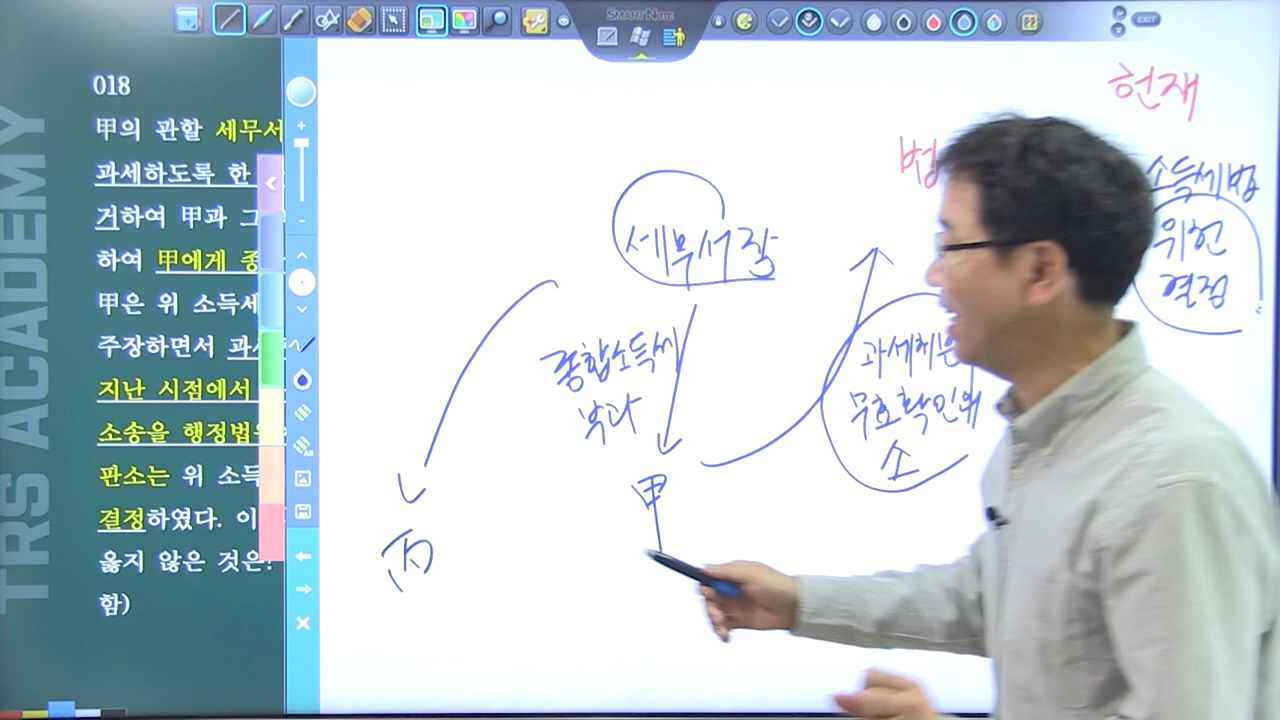 SMART NOTE
EXIT
TRS ACADEMY
018
甲의 관할 세무서
과세하도록 한
거하여 甲과 그
하여 甲에게 종
甲은 위 소득세
주장하면서 과
지난 시점에서
소송을 행정법
판소는 위 소득
결정하였다. 이
옳지 않은 것은?
함)
헌재
법
소득세법
위헌
결정
세무서장
종합소득세
부과
과세처분
무효확인
소
甲
丙
All